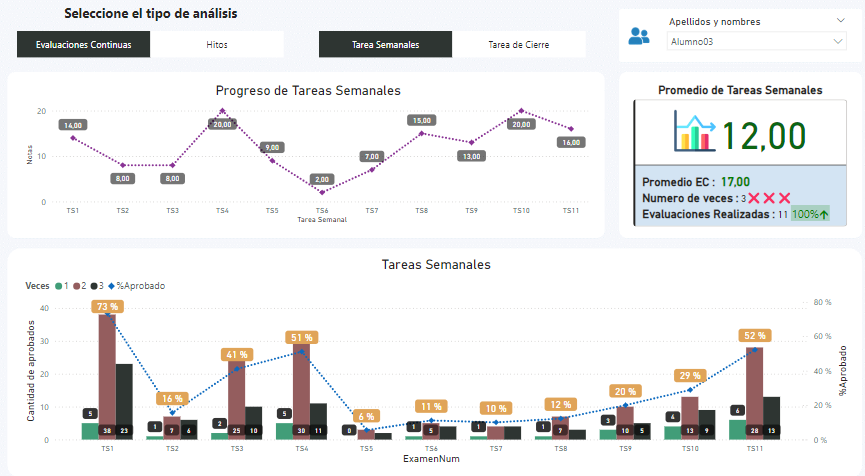 Seleccione el tipo de análisis
Evaluaciones Continuas
Hitos
Tarea Semanales
Tarea de Cierre
Apellidos y nombres
Alumno03
Progreso de Tareas Semanales
20
10
0
Notas
14,00
8,00
8,00
20,00
9,00
2,00
7,00
15,00
13,00
20,00
16,00
TS1 TS2 TS3 TS4 TS5 TS6 TS7 TS8 TS9 TS10 TS11
Tarea Semanal
Promedio de Tareas Semanales
12,00
Promedio EC : 17,00
Numero de veces : 3
Evaluaciones Realizadas : 11 100%
Tareas Semanales
Veces 1 2 3 %Aprobado
40
30
20
10
0
Cantidad de aprobados
80 %
60 %
40 %
20 %
0 %
%Aprobado
73 % 16 % 41 % 51 % 6 % 11 % 10 % 12 % 20 % 29 % 52 %
5 38 23
1 7 6
2 25 10
5 30 11
0
1 5
1
1 7
3 10 5
4 13 9
6 28 13
TS1 TS2 TS3 TS4 TS5 TS6 TS7 TS8 TS9 TS10 TS11
ExamenNum